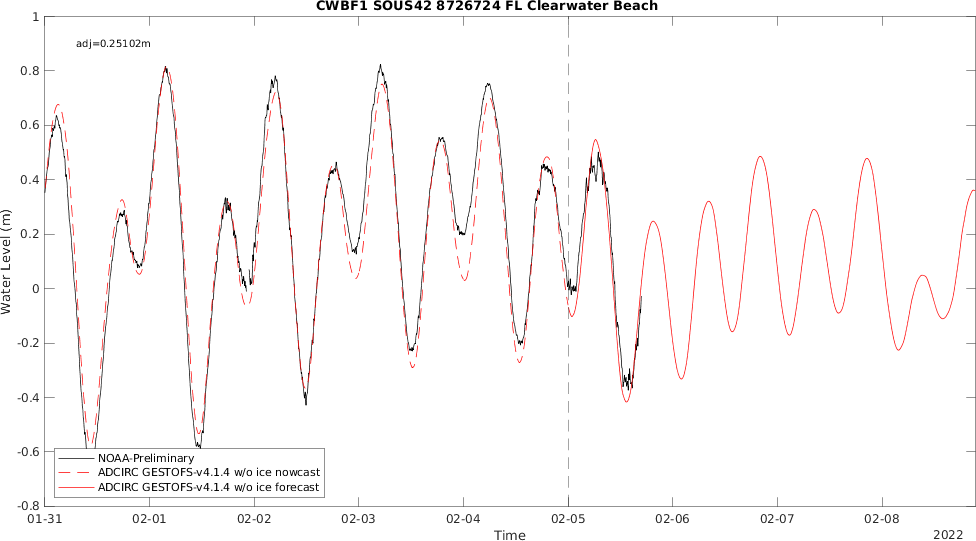 CWBF1 SOUS42 8726724 FL Clearwater Beach
adj=0.25102m
1
0.8
0.6
0.4
0.2
0
-0.2
-0.4
-0.6
-0.8
Water Level (m)
NOAA-Preliminary
ADCIRC GESTOFS-v4.1.4 w/o ice nowcast
ADCIRC GESTOFS-v4.1.4 w/o ice forecast
01-31 02-01 02-02 02-03 02-04 02-05 02-06 02-07 02-08
Time
2022